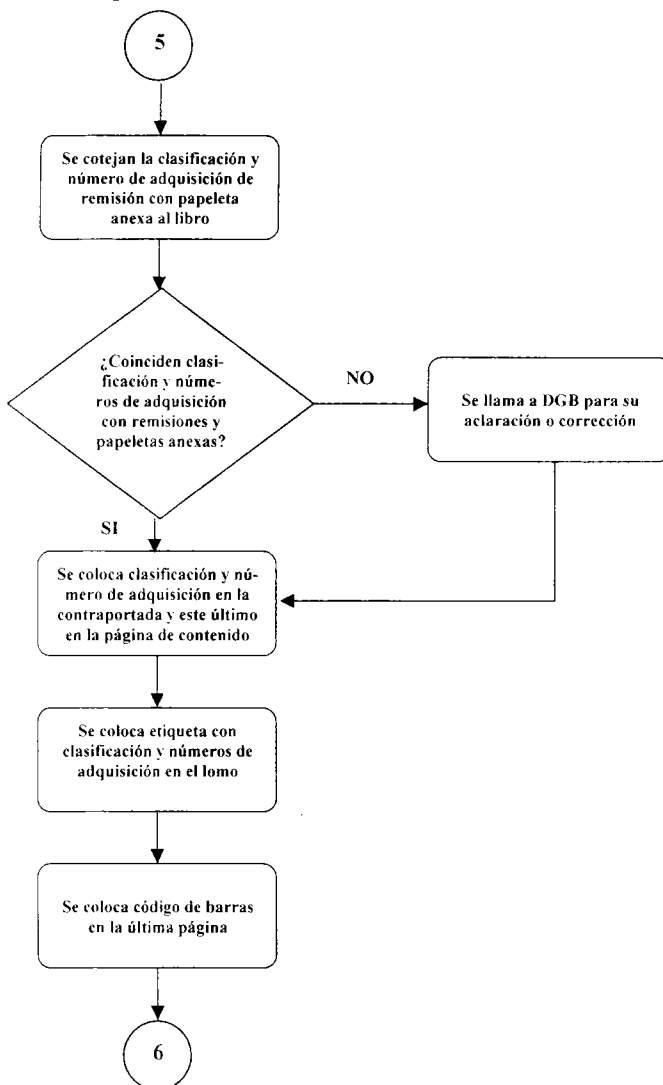 5
Se cotejan la clasificación y
número de adquisición de
remisión con papeleta
anexa al libro
¿Coinciden clasi-
ficación y núme-
ros de adquisición
con remisiones y
papeletas anexas?
NO
Se llama a DGB para su
aclaración o corrección
SI
Se coloca clasificación y nú-
mero de adquisición en la
contraportada y este último
en la página de contenido
Se coloca etiqueta con
clasificación y números de
adquisición en el lomo
Se coloca código de barras
en la última página
6